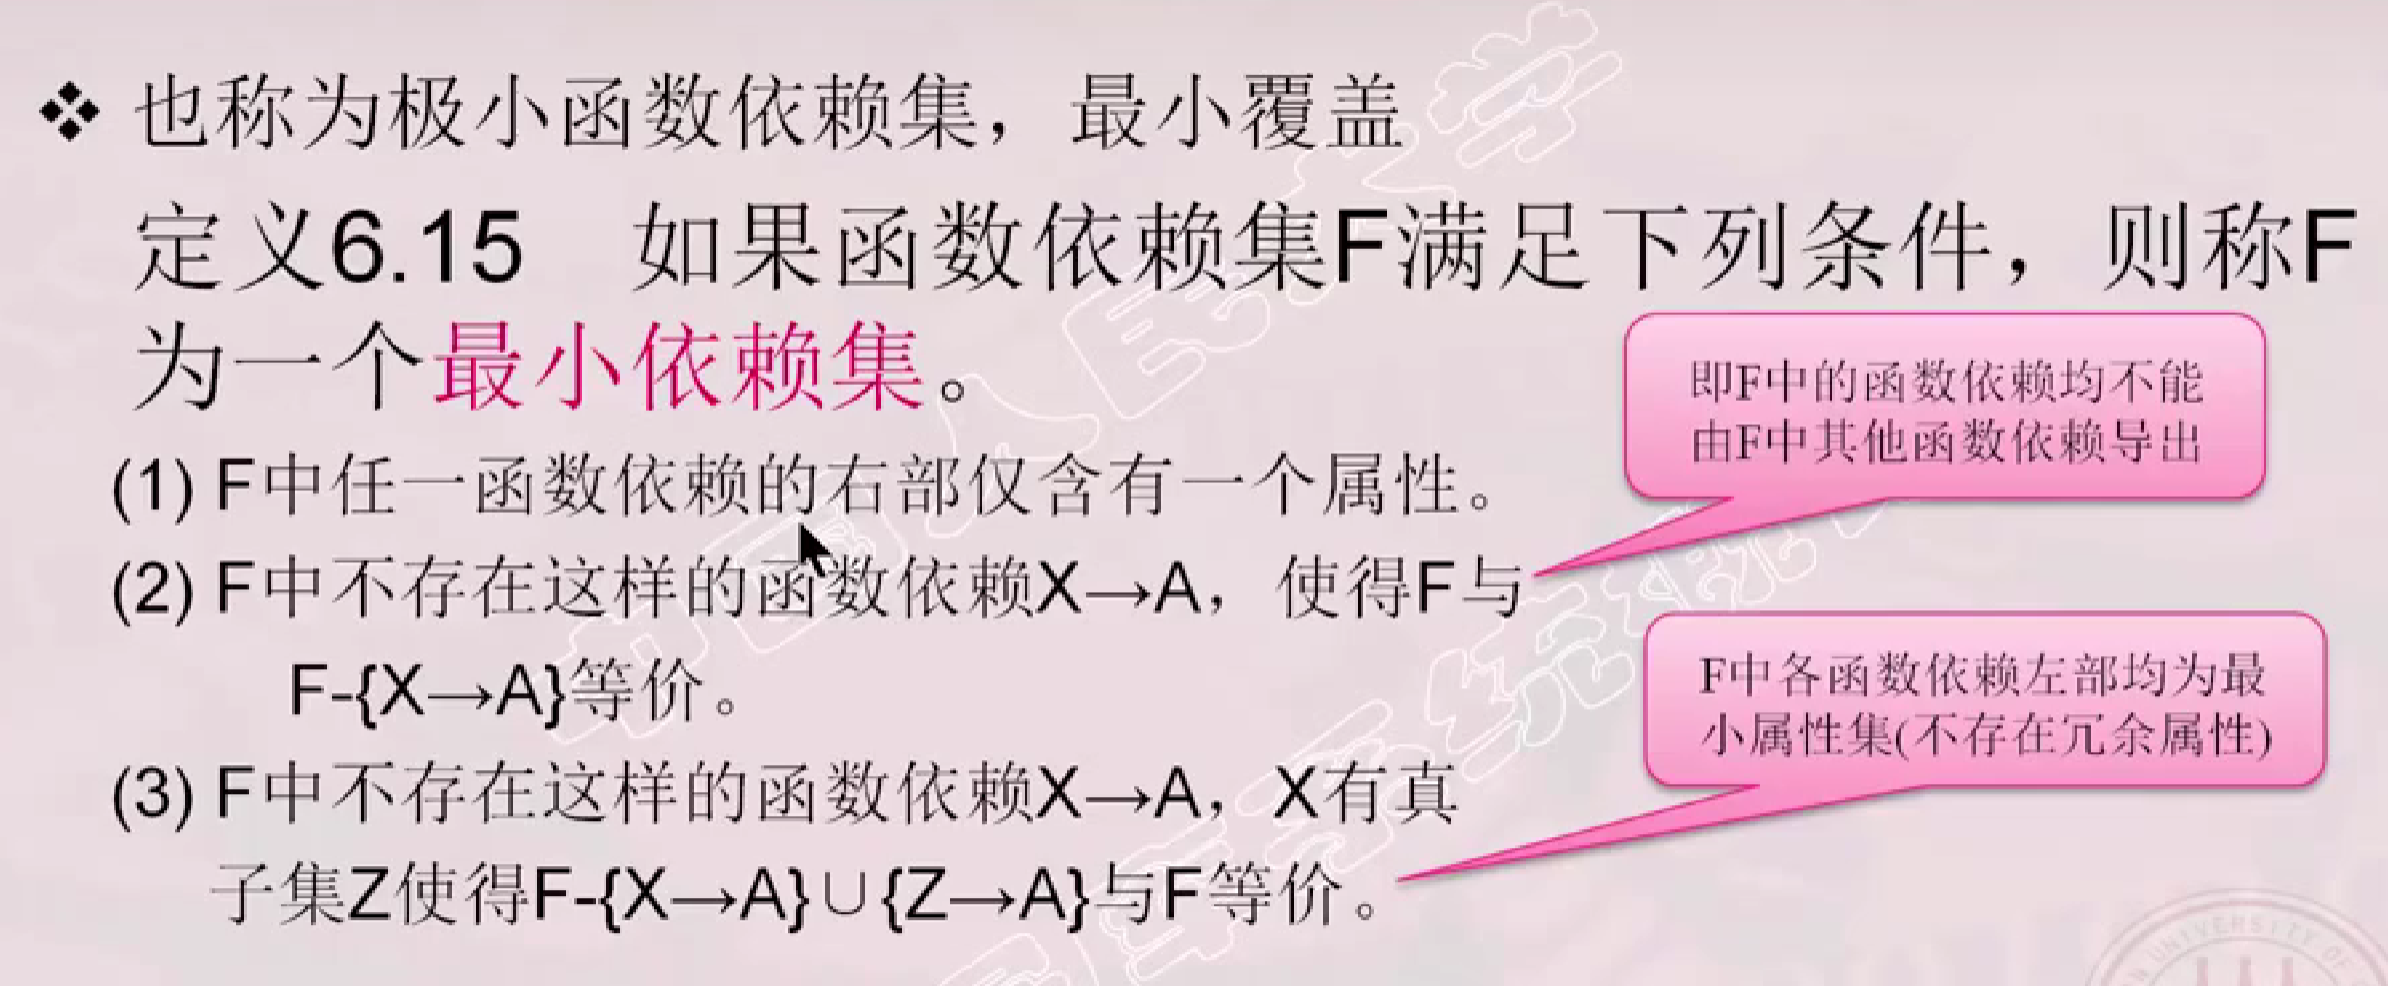 ❖ 也称为极小函数依赖集，最小覆盖
定义6.15 如果函数依赖集F满足下列条件，则称F
为一个最小依赖集。
即F中的函数依赖均不能
由F中其他函数依赖导出
(1) F中任一函数依赖的右部仅含有一个属性。
(2) F中不存在这样的函数依赖X→A，使得F与
F-{X→A}等价。
F中各函数依赖左部均为最
小属性集(不存在冗余属性)
(3) F中不存在这样的函数依赖X→A，X有真
子集Z使得F-{X→A}∪{Z→A}与F等价。
UNIVERSITY OF